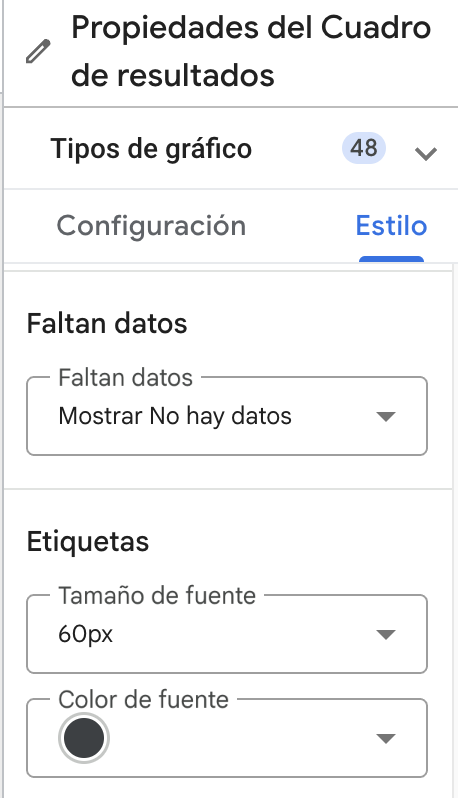 Propiedades del Cuadro
de resultados
Tipos de gráfico
48
Configuración
Estilo
Faltan datos
Faltan datos
Mostrar No hay datos
Etiquetas
Tamaño de fuente
60px
Color de fuente